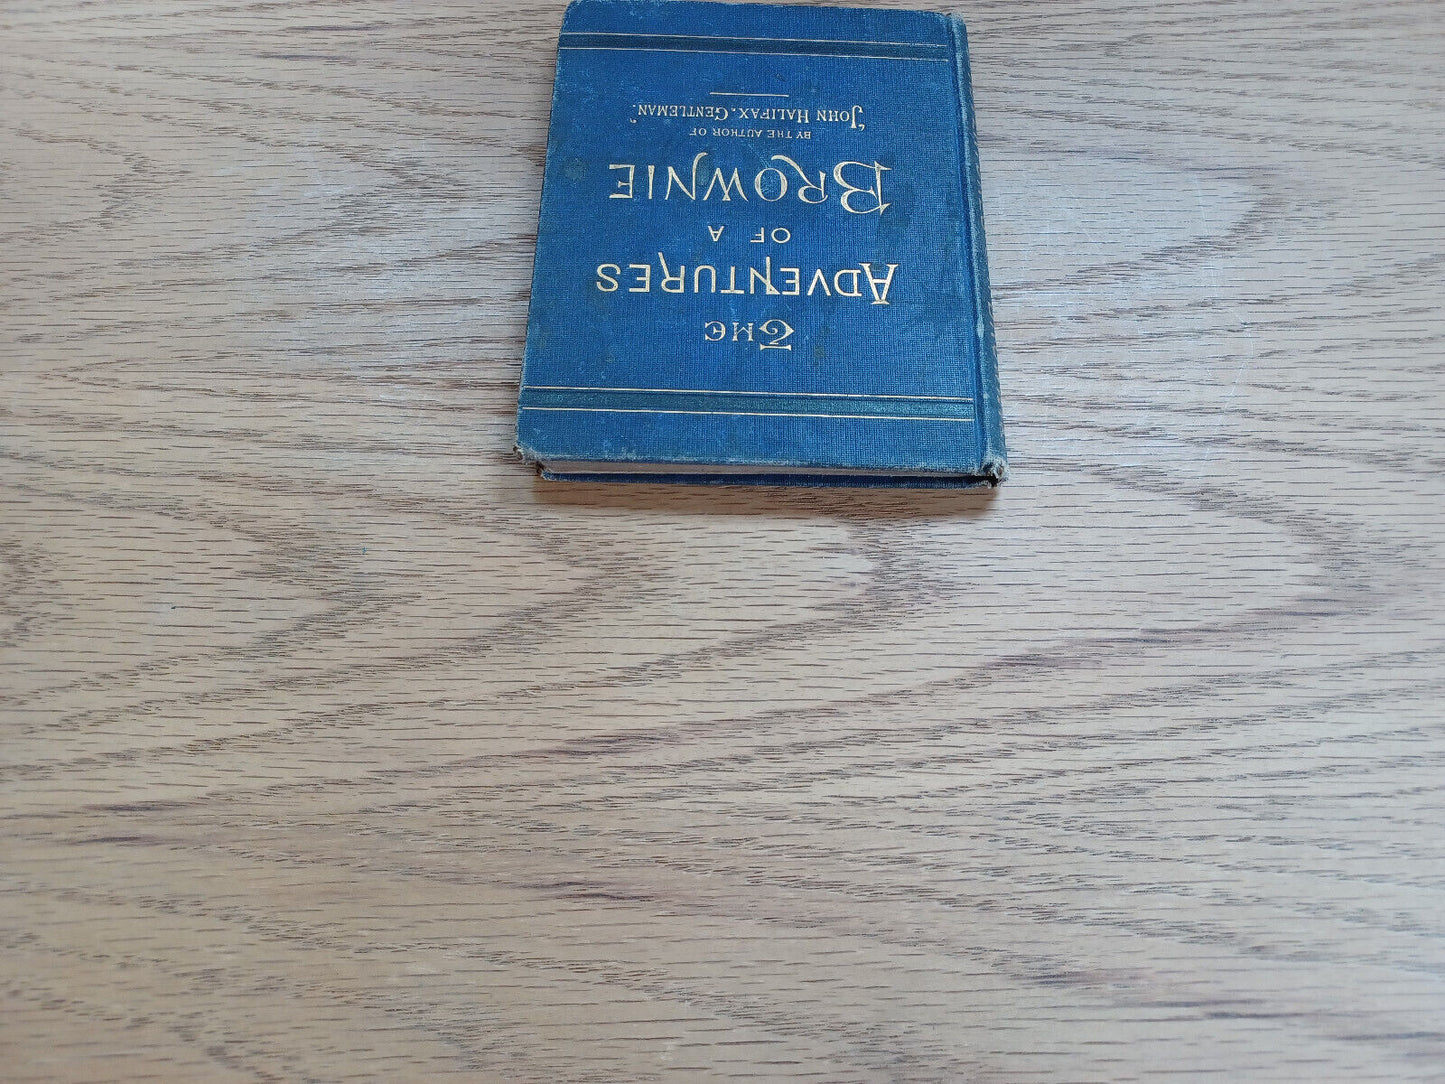 THE
ADVENTURES
OF A
BROWNIE
BY THE AUTHOR OF
"JOHN HALIFAX, GENTLEMAN."